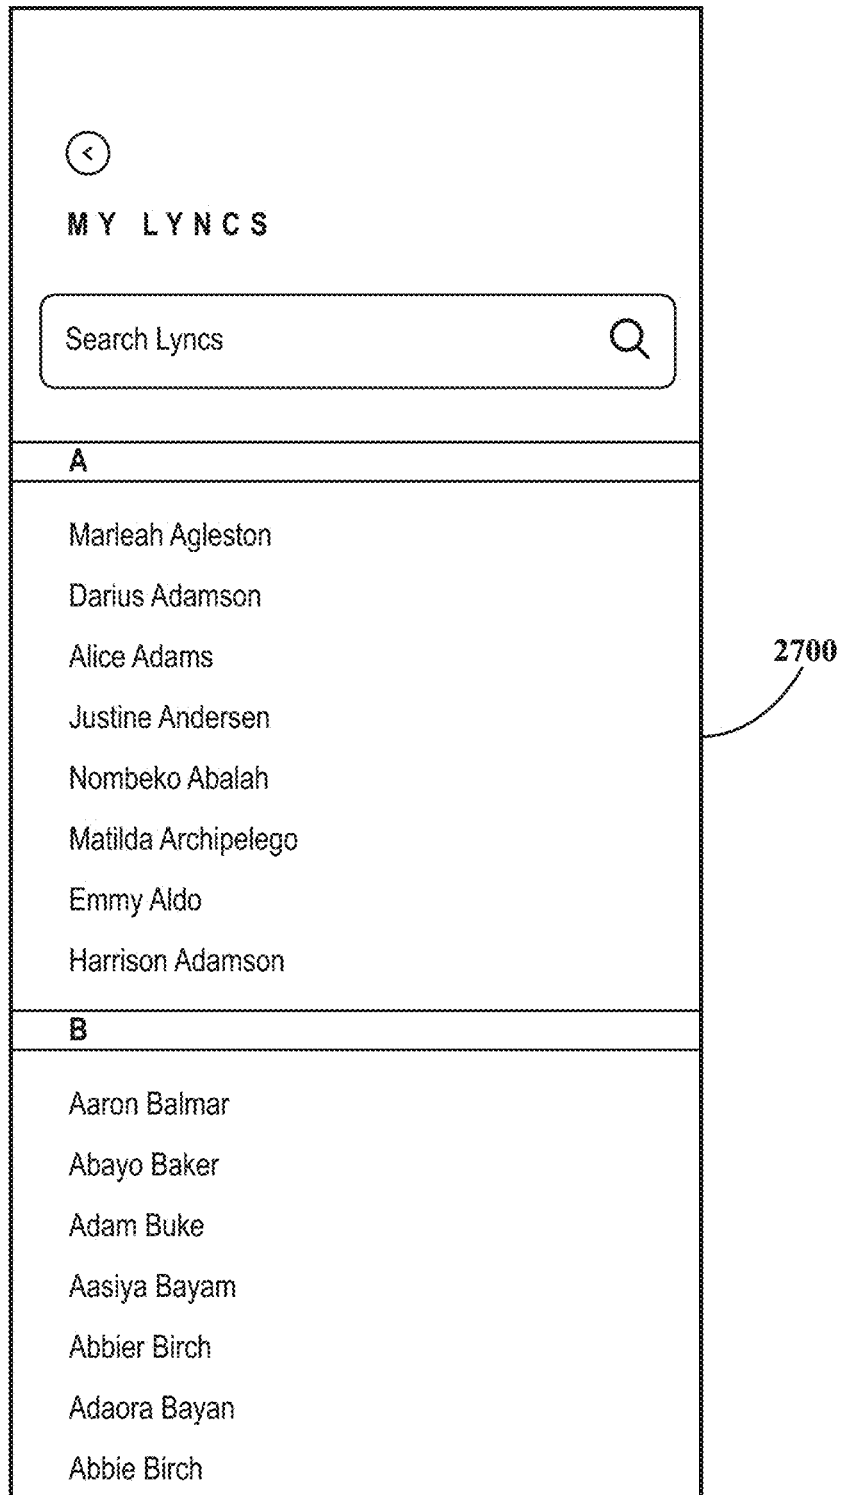 <
MY LYNCS
Search Lyncs
A
Marleah Agleston
Darius Adamson
Alice Adams
2700
Justine Andersen
Nombeko Abalah
Matilda Archipelego
Emmy Aldo
Harrison Adamson
B
Aaron Balmar
Abayo Baker
Adam Buke
Aasiya Bayam
Abbier Birch
Adaora Bayan
Abbie Birch